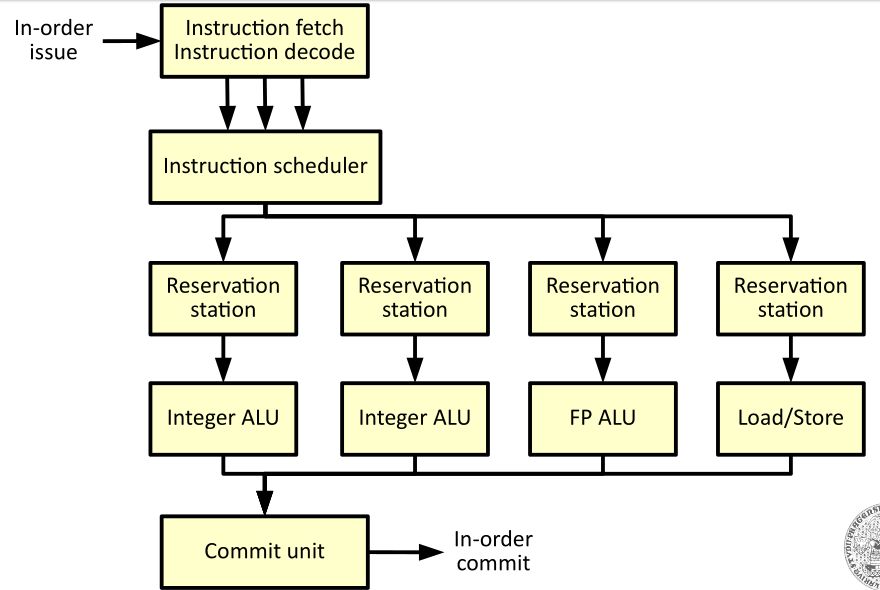 In-order
issue
Instruction fetch
Instruction decode
Instruction scheduler
Reservation
station
Reservation
station
Reservation
station
Reservation
station
Integer ALU
Integer ALU
FP ALU
Load/Store
Commit unit
In-order
commit